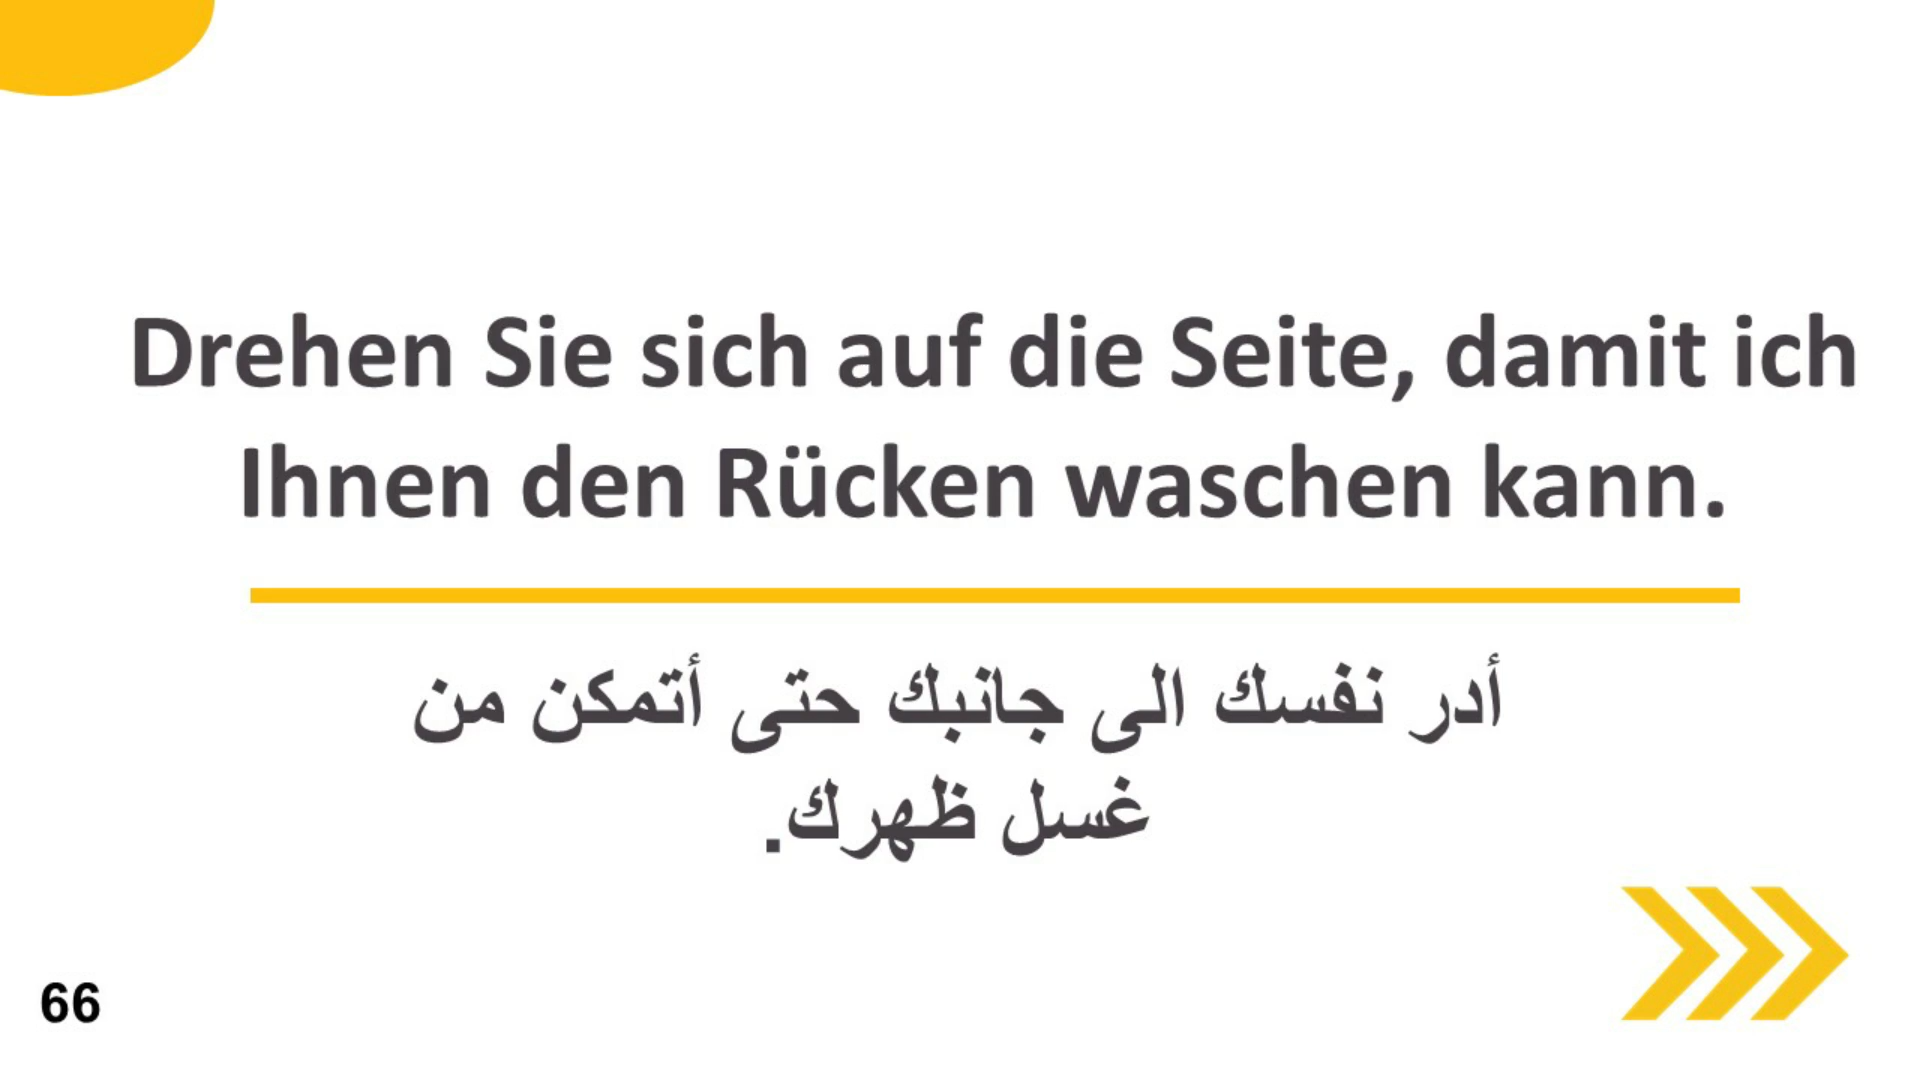 Drehen Sie sich auf die Seite, damit ich
Ihnen den Rücken waschen kann.
أدر نفسك الى جانبك حتى أتمكن من
غسل ظهرك.
66